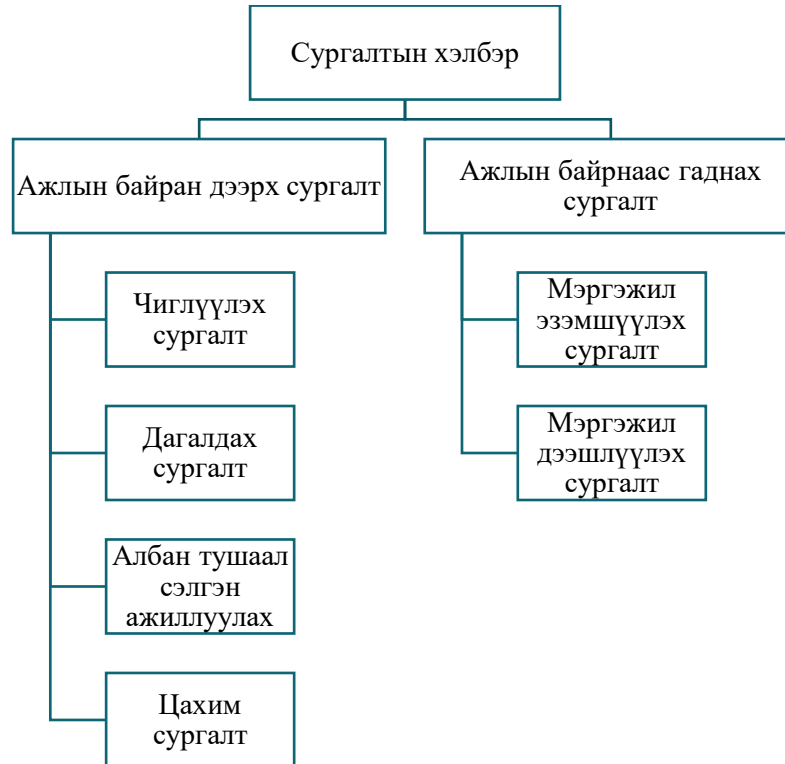 Сургалтын хэлбэр
Ажлын байран дээрх сургалт
Чиглүүлэх
сургалт
Дагалдах
сургалт
Албан тушаал
сэлгэн
ажиллуулах
Цахим
сургалт
Ажлын байрнаас гаднах
сургалт
Мэргэжил
эзэмшүүлэх
сургалт
Мэргэжил
дээшлүүлэх
сургалт